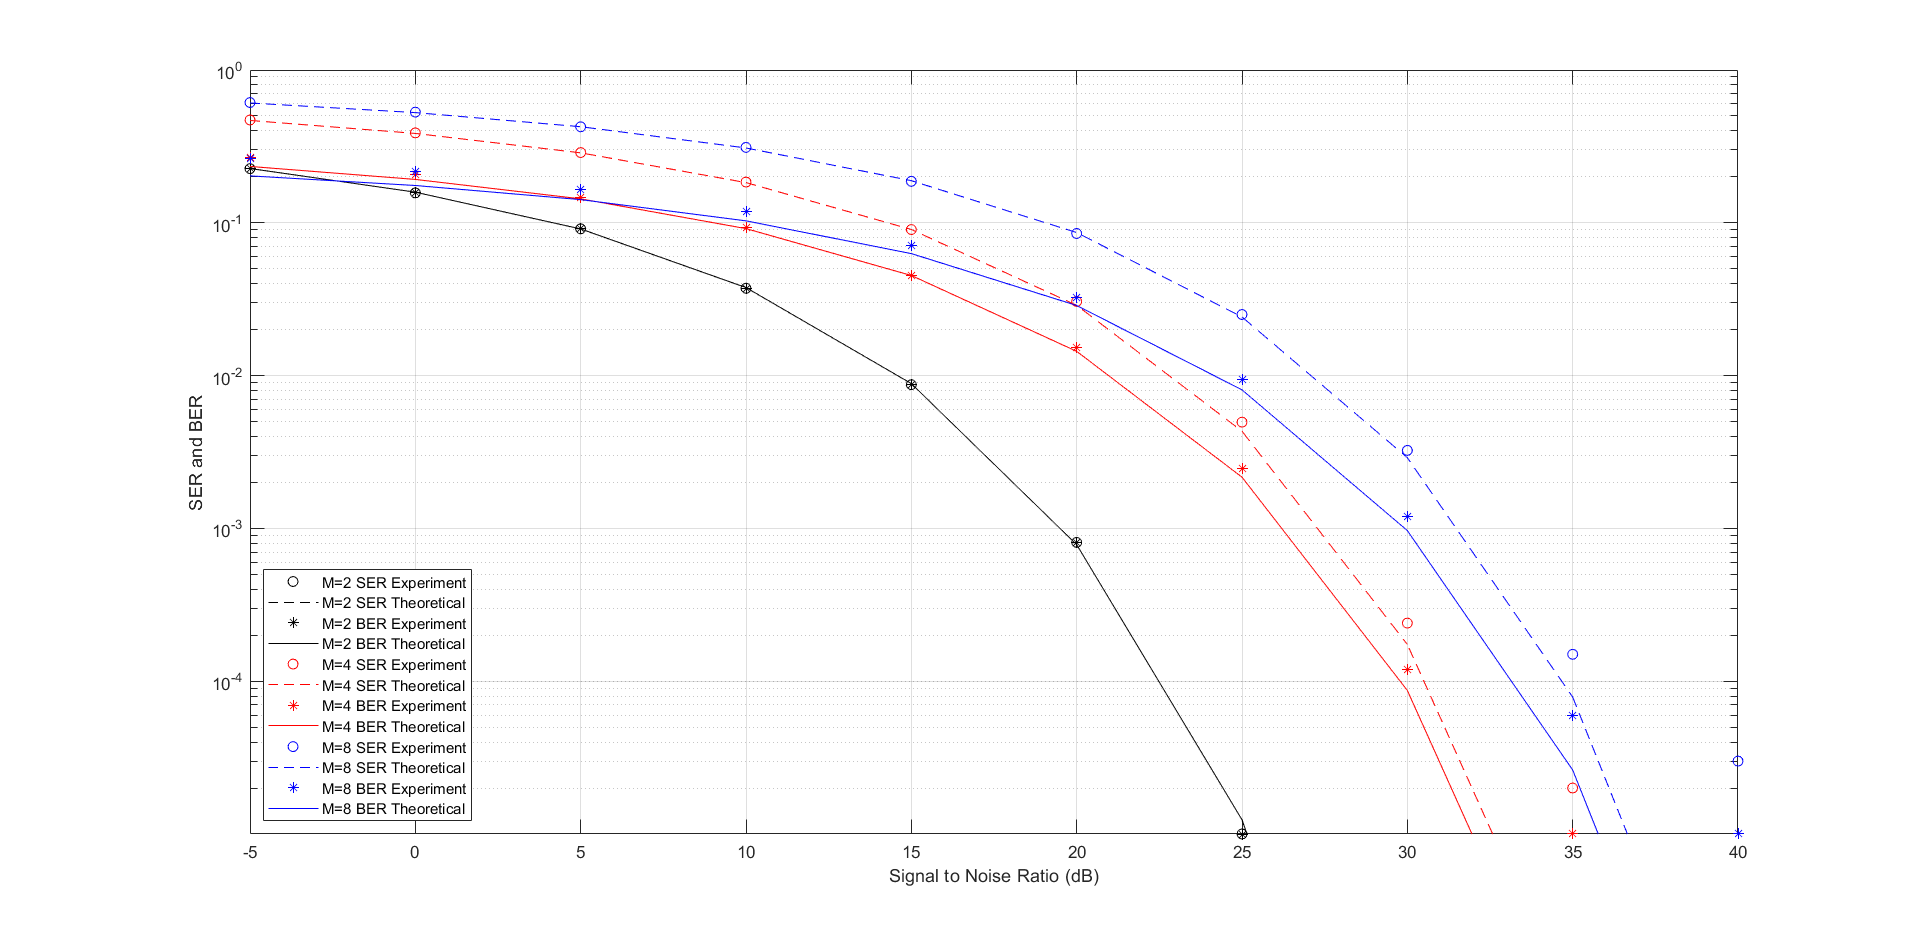 10^0
10^-1
10^-2
10^-3
10^-4
SER and BER
M=2 SER Experiment
M=2 SER Theoretical
M=2 BER Experiment
M=2 BER Theoretical
M=4 SER Experiment
M=4 SER Theoretical
M=4 BER Experiment
M=4 BER Theoretical
M=8 SER Experiment
M=8 SER Theoretical
M=8 BER Experiment
M=8 BER Theoretical
-5 0 5 10 15 20 25 30 35 40
Signal to Noise Ratio (dB)